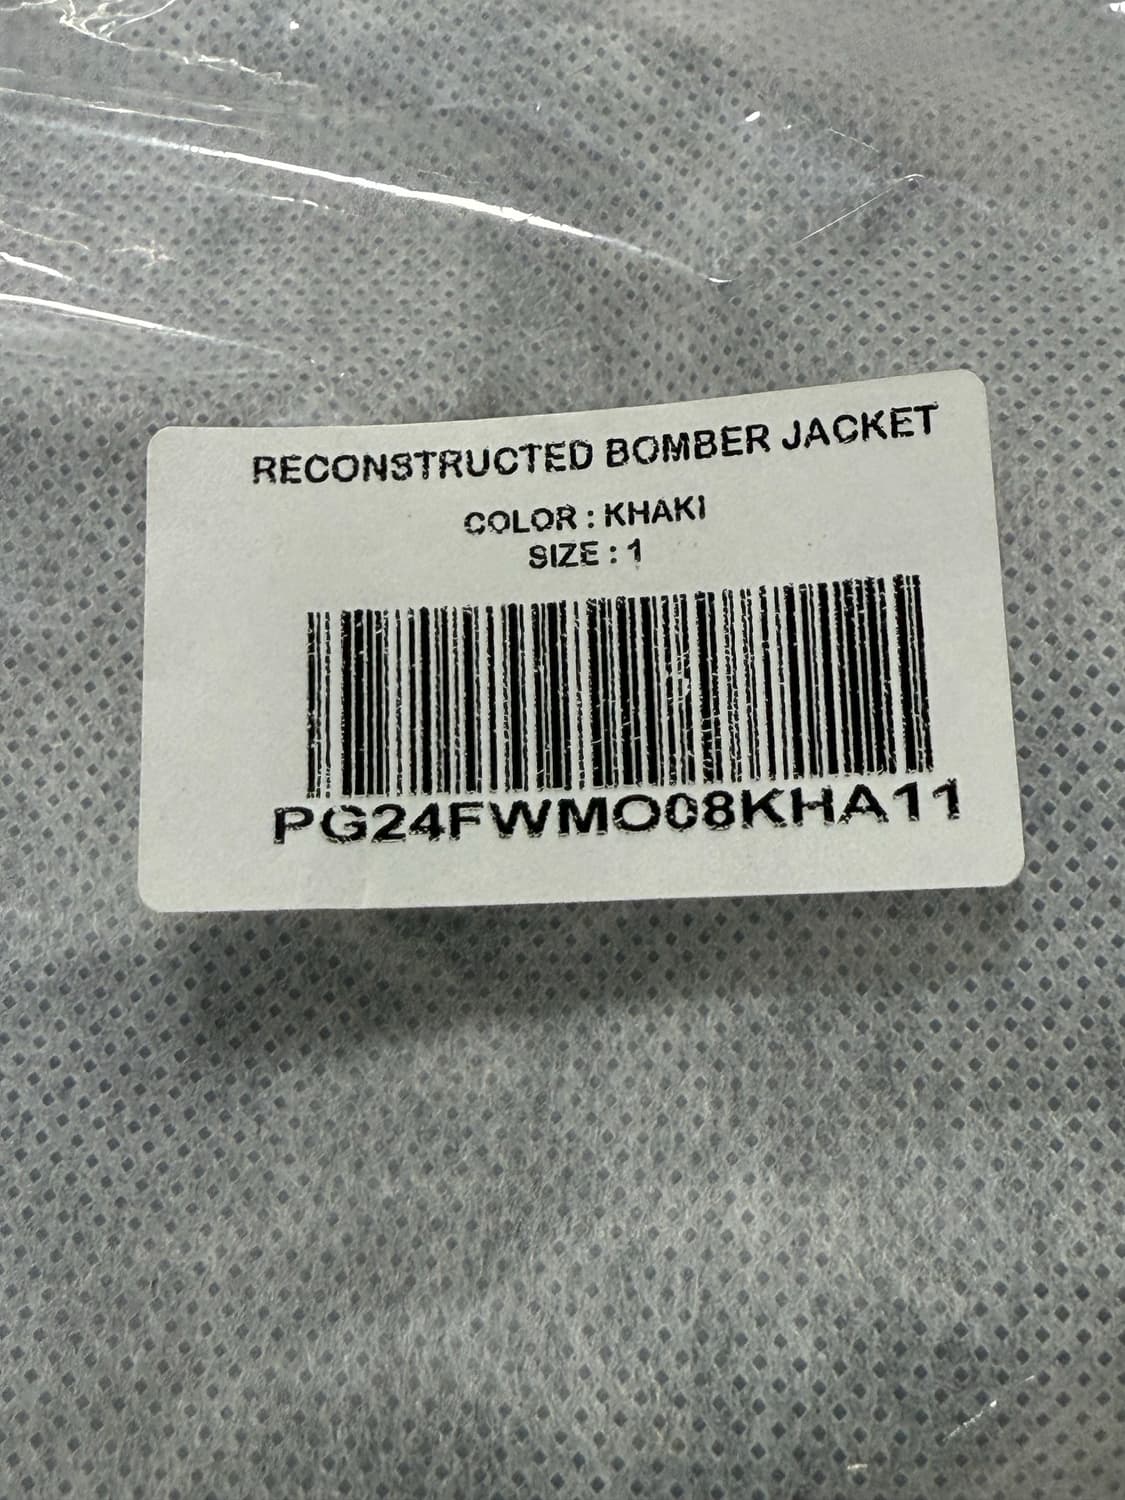 RECONSTRUCTED BOMBER JACKET
COLOR : KHAKI
SIZE : 1
PG24FWMO08KHA11